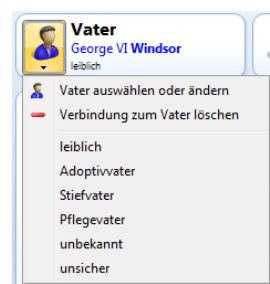 Vater
George VI Windsor
leiblich
Vater auswählen oder ändern
Verbindung zum Vater löschen
leiblich
Adoptivvater
Stiefvater
Pflegevater
unbekannt
unsicher